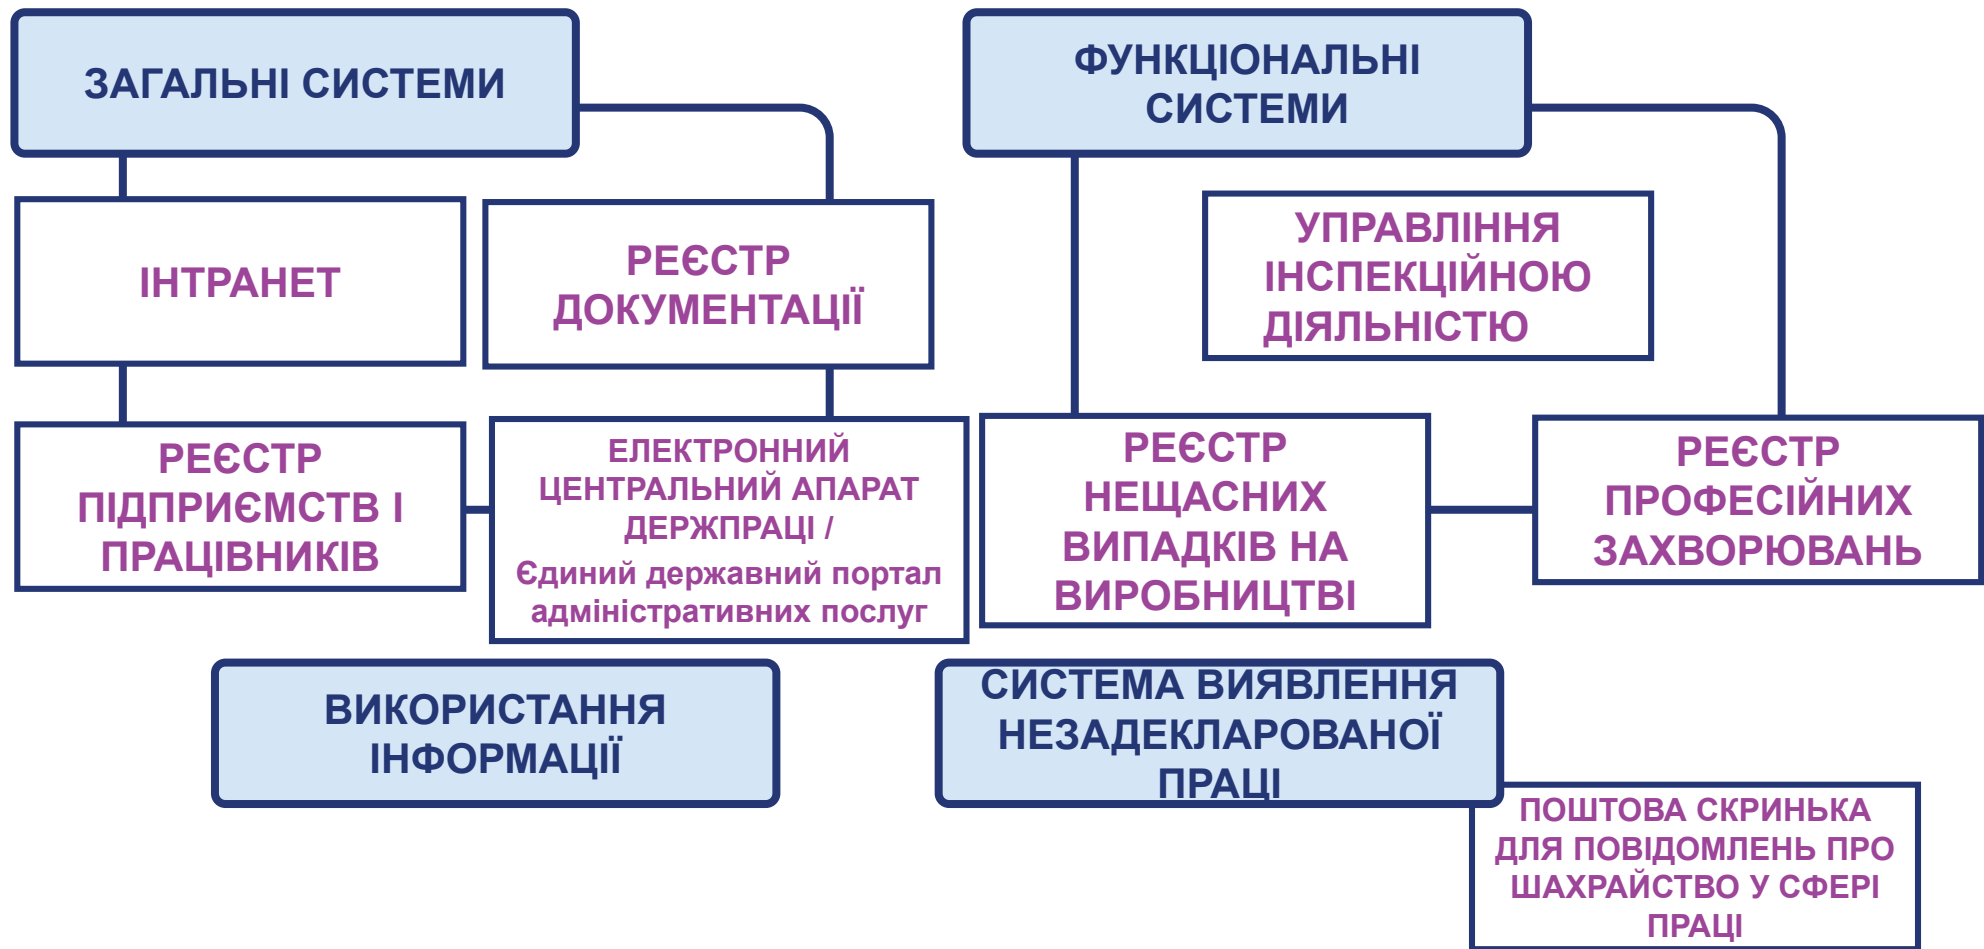 ЗАГАЛЬНІ СИСТЕМИ
ФУНКЦІОНАЛЬНІ
СИСТЕМИ
ІНТРАНЕТ
РЕЄСТР
ДОКУМЕНТАЦІЇ
УПРАВЛІННЯ
ІНСПЕКЦІЙНОЮ
ДІЯЛЬНІСТЮ
РЕЄСТР
ПІДПРИЄМСТВ І
ПРАЦІВНИКІВ
ЕЛЕКТРОННИЙ
ЦЕНТРАЛЬНИЙ АПАРАТ
ДЕРЖПРАЦІ /
Єдиний державний портал
адміністративних послуг
РЕЄСТР
НЕЩАСНИХ
ВИПАДКІВ НА
ВИРОБНИЦТВІ
РЕЄСТР
ПРОФЕСІЙНИХ
ЗАХВОРЮВАНЬ
ВИКОРИСТАННЯ
ІНФОРМАЦІЇ
СИСТЕМА ВИЯВЛЕННЯ
НЕЗАДЕКЛАРОВАНОЇ
ПРАЦІ
ПОШТОВА СКРИНЬКА
ДЛЯ ПОВІДОМЛЕНЬ ПРО
ШАХРАЙСТВО У СФЕРІ
ПРАЦІ